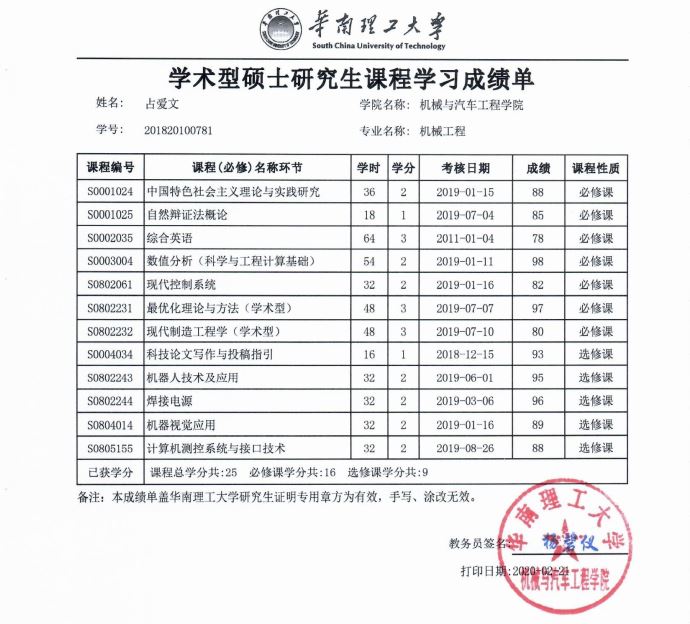 华南理工大学
South China University of Technology
学术型硕士研究生课程学习成绩单
姓名: 占爱文 学院名称: 机械与汽车工程学院
学号: 201820100781 专业名称: 机械工程
课程编号 课程(必修)名称环节 学时 学分 考核日期 成绩 课程性质
S0001024 中国特色社会主义理论与实践研究 36 2 2019-01-15 88 必修课
S0001025 自然辩证法概论 18 1 2019-07-04 85 必修课
S0002035 综合英语 64 3 2011-01-04 78 必修课
S0003004 数值分析(科学与工程计算基础) 54 2 2019-01-11 98 必修课
S0802061 现代控制系统 32 2 2019-01-16 82 必修课
S0802231 最优化理论与方法(学术型) 48 3 2019-07-07 97 必修课
S0802232 现代制造工程学(学术型) 48 3 2019-07-10 80 必修课
S0004034 科技论文写作与投稿指引 16 1 2018-12-15 93 选修课
S0802243 机器人技术及应用 32 2 2019-06-01 95 选修课
S0802244 焊接电源 32 2 2019-03-06 96 选修课
S0804014 机器视觉应用 32 2 2019-01-16 89 选修课
S0805155 计算机测控系统与接口技术 32 2 2019-08-26 88 选修课
已获学分 课程总学分共:25 必修课学分共:16 选修课学分共:9
备注: 本成绩单盖华南理工大学研究生证明专用章方为有效, 手写、涂改无效。
华南理工大学
教务员签名:
打印日期:2020-02-21
机械与汽车工程学院